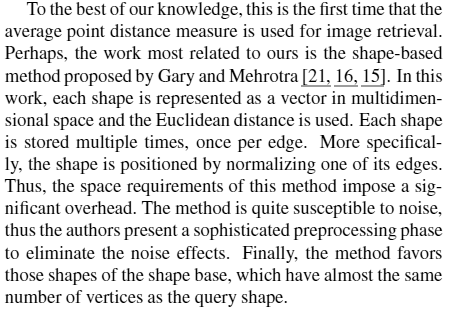 To the best of our knowledge, this is the first time that the
average point distance measure is used for image retrieval.
Perhaps, the work most related to ours is the shape-based
method proposed by Gary and Mehrotra [21, 16, 15]. In this
work, each shape is represented as a vector in multidimen-
sional space and the Euclidean distance is used. Each shape
is stored multiple times, once per edge. More specifical-
ly, the shape is positioned by normalizing one of its edges.
Thus, the space requirements of this method impose a sig-
nificant overhead. The method is quite susceptible to noise,
thus the authors present a sophisticated preprocessing phase
to eliminate the noise effects. Finally, the method favors
those shapes of the shape base, which have almost the same
number of vertices as the query shape.